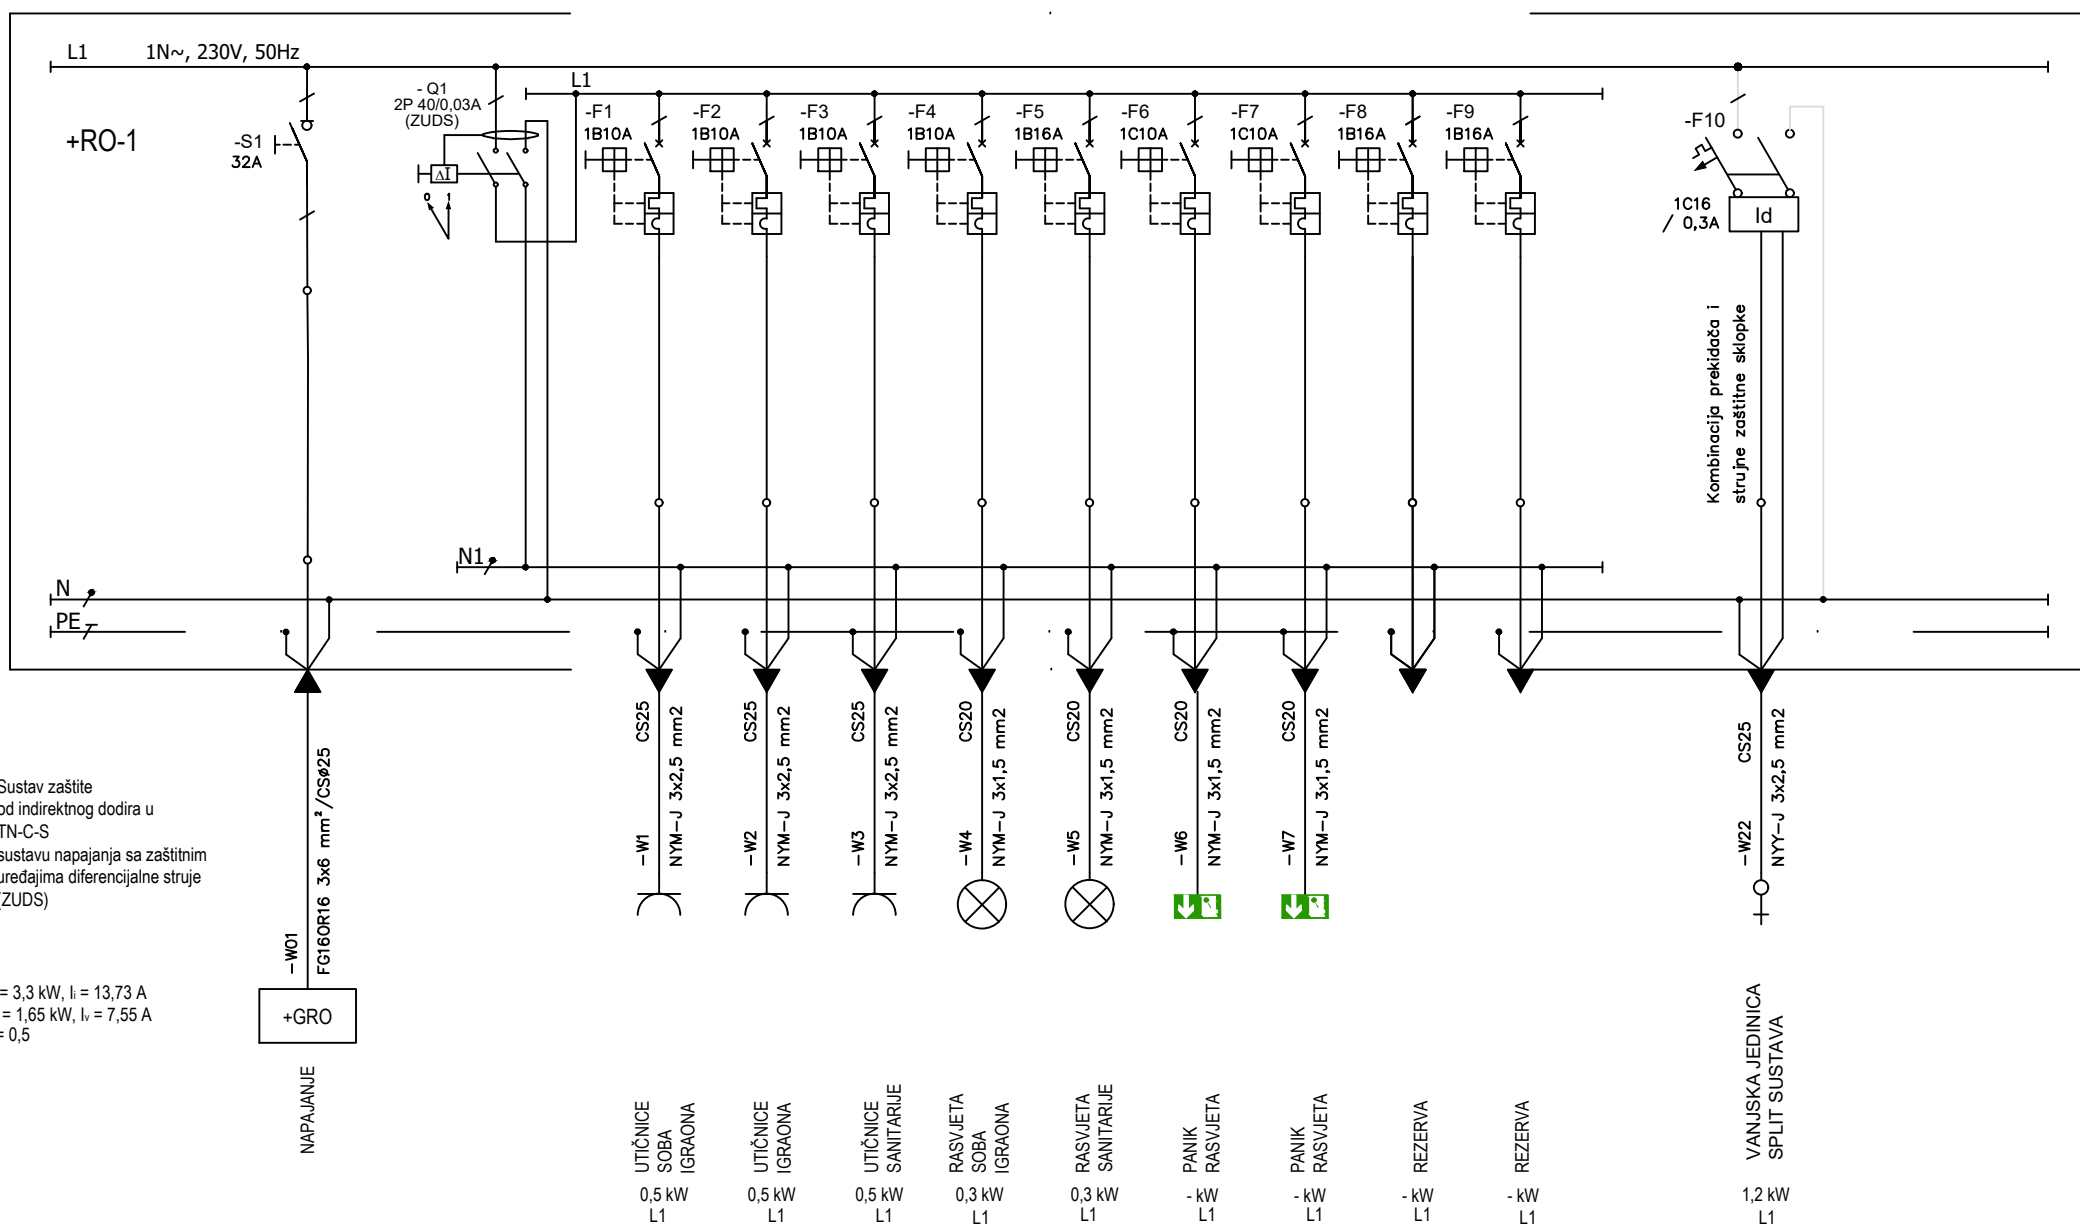 L1 1N~, 230V, 50Hz
+RO-1
-S1
32A
- Q1
2P 40/0,03A
(ZUDS)
ΔI
0 1
L1
-F1
1B10A
-F2
1B10A
-F3
1B10A
-F4
1B10A
-F5
1B16A
-F6
1C10A
-F7
1C10A
-F8
1B16A
-F9
1B16A
-F10
1C16
/ 0,3A
Id
Kombinacija prekidača i
strujne zaštitne sklopke
N1
N
PE
Sustav zaštite
od indirektnog dodira u
TN-C-S
sustavu napajanja sa zaštitnim
uređajima diferencijalne struje
(ZUDS)
= 3,3 kW, Ii = 13,73 A
= 1,65 kW, Iv = 7,55 A
= 0,5
-W01
FG16OR16 3x6 mm²/CSø25
+GRO
NAPAJANJE
CS25
-W1
NYM-J 3x2,5 mm2
CS25
-W2
NYM-J 3x2,5 mm2
CS25
-W3
NYM-J 3x2,5 mm2
CS20
-W4
NYM-J 3x1,5 mm2
CS20
-W5
NYM-J 3x1,5 mm2
CS20
-W6
NYM-J 3x1,5 mm2
CS20
-W7
NYM-J 3x1,5 mm2
CS25
-W22
NYY-J 3x2,5 mm2
UTIČNICE
SOBA
IGRAONA
0,5 kW
L1
UTIČNICE
IGRAONA
0,5 kW
L1
UTIČNICE
SANITARIJE
0,5 kW
L1
RASVJETA
SOBA
IGRAONA
0,3 kW
L1
RASVJETA
SANITARIJE
0,3 kW
L1
PANIK
RASVJETA
- kW
L1
PANIK
RASVJETA
- kW
L1
REZERVA
- kW
L1
REZERVA
- kW
L1
VANJSKA JEDINICA
SPLIT SUSTAVA
1,2 kW
L1